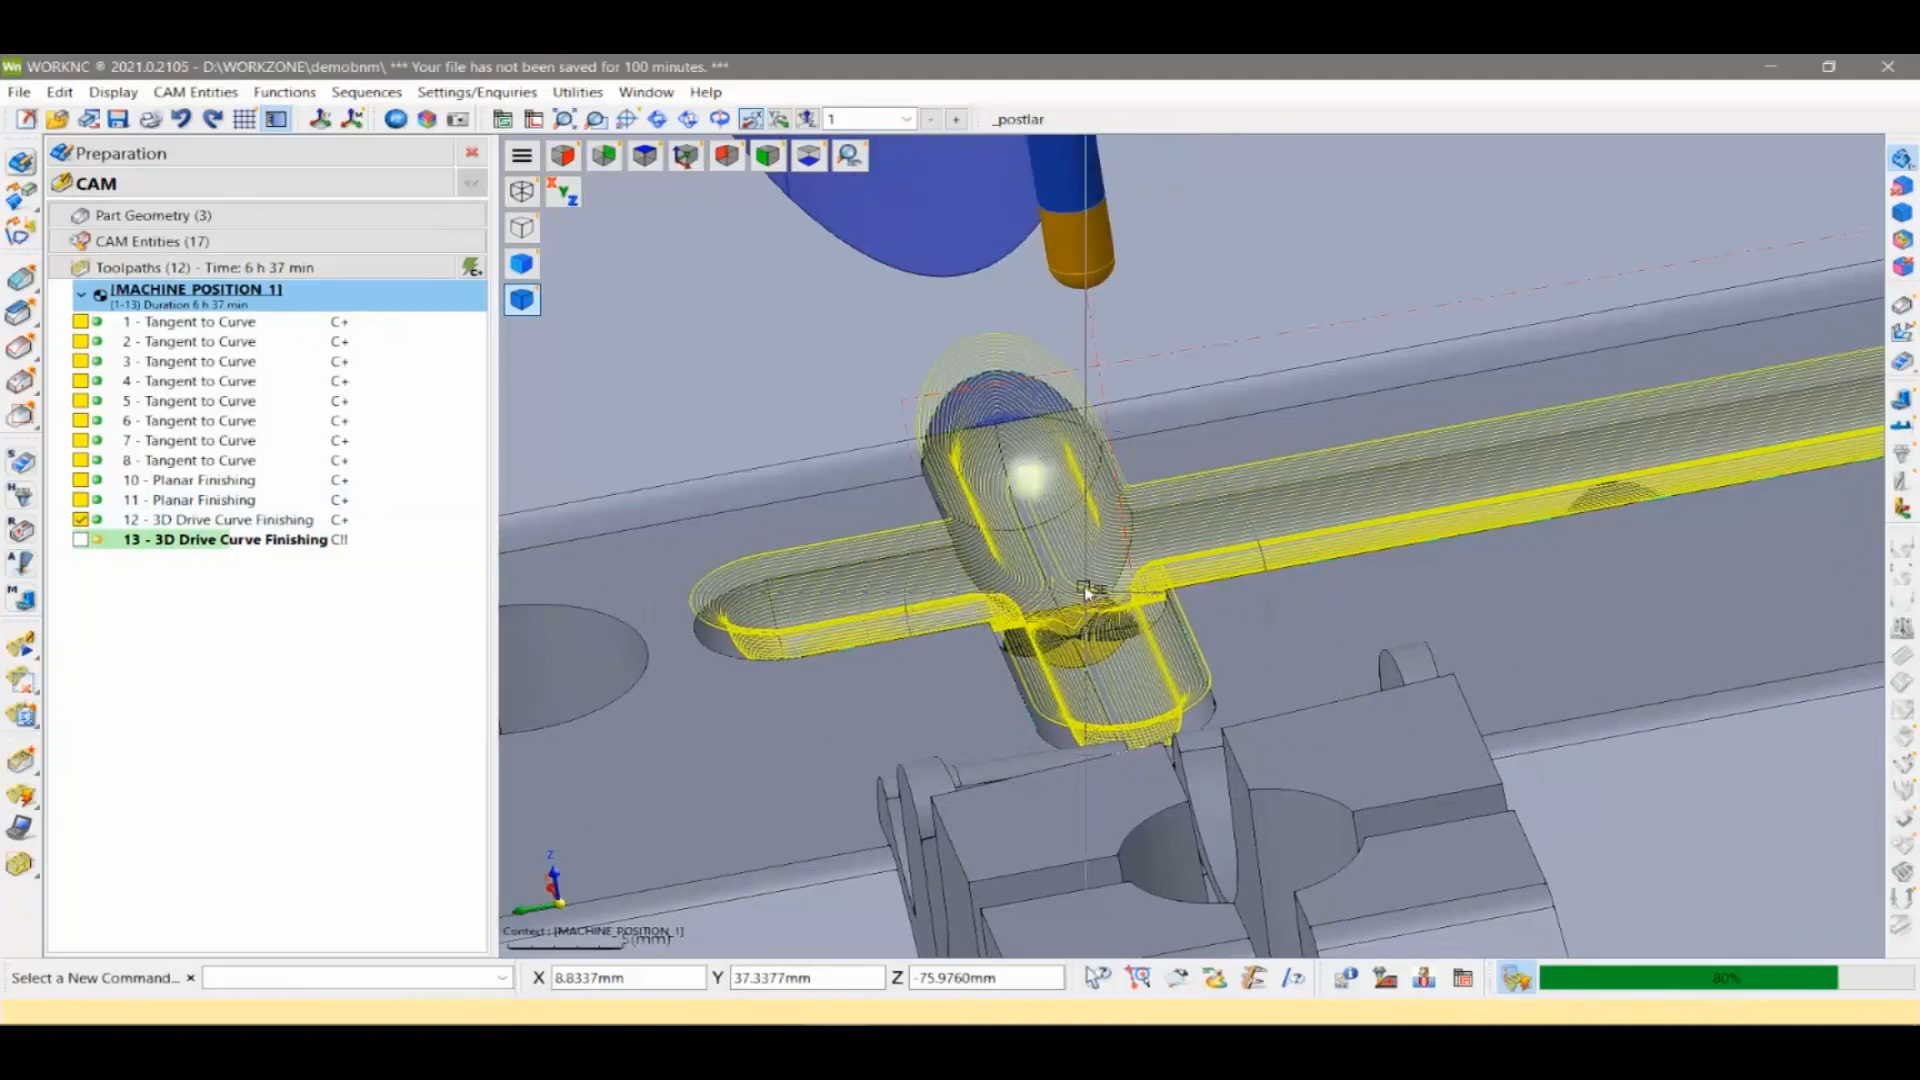 Wn WORKNC ® 2021.0.2105 - D:\WORKZONE\demobnm\ *** Your file has not been saved for 100 minutes. ***
File Edit Display CAM Entities Functions Sequences Settings/Enquiries Utilities Window Help
1 - + _postlar
Preparation
CAM
Part Geometry (3)
CAM Entities (17)
Toolpaths (12) - Time: 6 h 37 min
[MACHINE POSITION 1]
[1-13] Duration 6 h 37 min
1 - Tangent to Curve C+
2 - Tangent to Curve C+
3 - Tangent to Curve C+
4 - Tangent to Curve C+
5 - Tangent to Curve C+
6 - Tangent to Curve C+
7 - Tangent to Curve C+
8 - Tangent to Curve C+
10 - Planar Finishing C+
11 - Planar Finishing C+
12 - 3D Drive Curve Finishing C+
13 - 3D Drive Curve Finishing C!!
X Y Z
Z
Context : [MACHINE_POSITION_1]
5(mm)
Select a New Command... × X 8.8337mm Y 37.3377mm Z -75.9760mm 80%